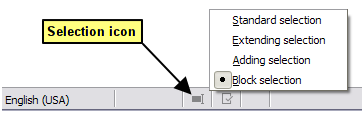 Selection icon
Standard selection
Extending selection
Adding selection
Block selection
English (USA)